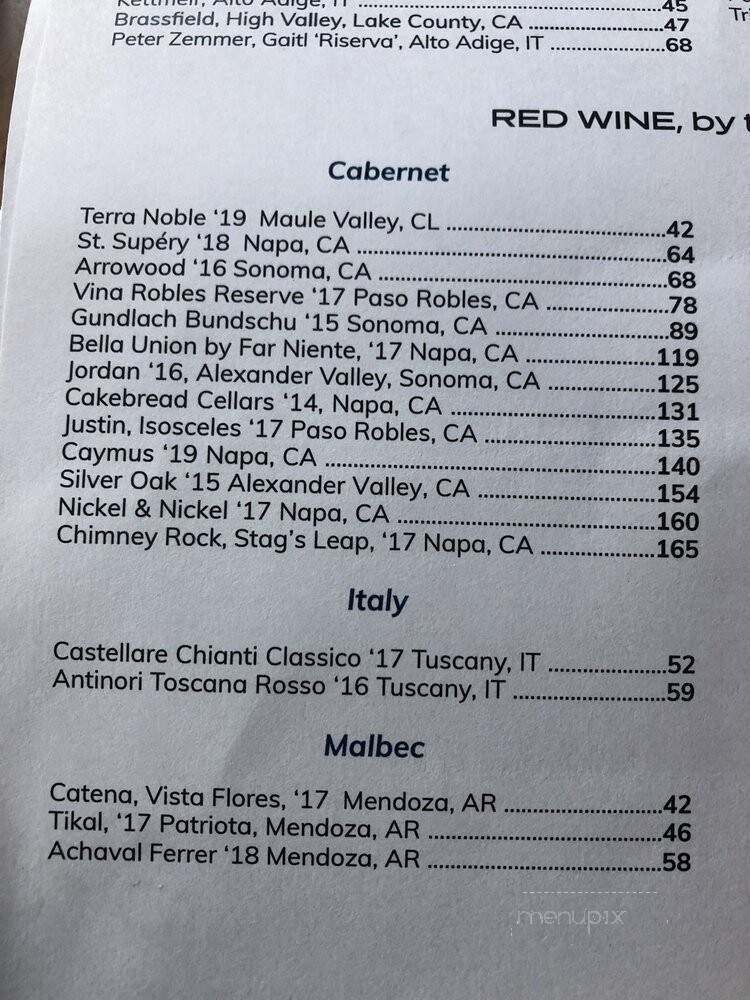 Kettmeir, Alto Adige, IT ........................45
Brassfield, High Valley, Lake County, CA ........................47
Peter Zemmer, Gaitl ‘Riserva’, Alto Adige, IT ........................68
RED WINE, by
Cabernet
Terra Noble ‘19 Maule Valley, CL ........................42
St. Supéry ‘18 Napa, CA ........................64
Arrowood ‘16 Sonoma, CA ........................68
Vina Robles Reserve ‘17 Paso Robles, CA ........................78
Gundlach Bundschu ‘15 Sonoma, CA ........................89
Bella Union by Far Niente, ‘17 Napa, CA ........................119
Jordan ‘16, Alexander Valley, Sonoma, CA ........................125
Cakebread Cellars ‘14, Napa, CA ........................131
Justin, Isosceles ‘17 Paso Robles, CA ........................135
Caymus ‘19 Napa, CA ........................140
Silver Oak ‘15 Alexander Valley, CA ........................154
Nickel & Nickel ‘17 Napa, CA ........................160
Chimney Rock, Stag’s Leap, ‘17 Napa, CA ........................165
Italy
Castellare Chianti Classico ‘17 Tuscany, IT ........................52
Antinori Toscana Rosso ‘16 Tuscany, IT ........................59
Malbec
Catena, Vista Flores, ‘17 Mendoza, AR ........................42
Tikal, ‘17 Patriota, Mendoza, AR ........................46
Achaval Ferrer ‘18 Mendoza, AR ........................58
menupix